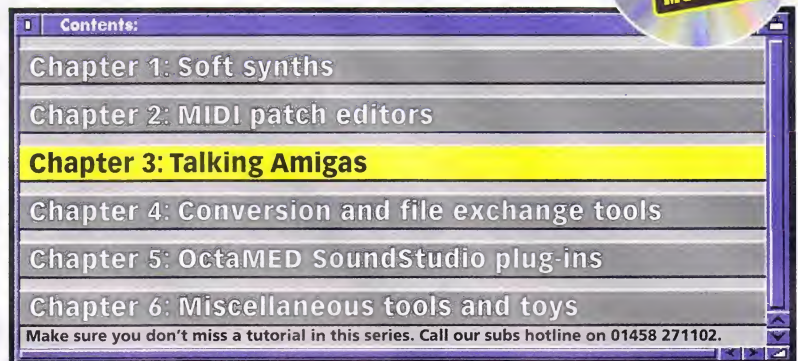 Contents:
Chapter 1: Soft synths
Chapter 2: MIDI patch editors
Chapter 3: Talking Amigas
Chapter 4: Conversion and file exchange tools
Chapter 5: OctaMED SoundStudio plug-ins
Chapter 6: Miscellaneous tools and toys
Make sure you don't miss a tutorial in this series. Call our subs hotline on 01458 271102.